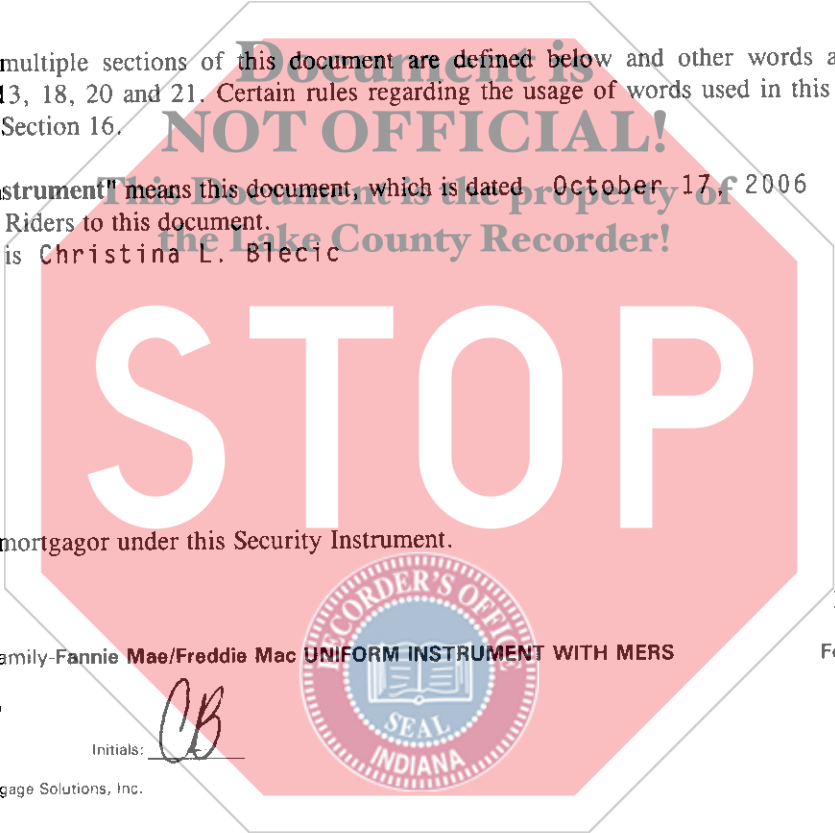 multiple sections of this document are defined below and other words a
Document is
13, 18, 20 and 21. Certain rules regarding the usage of words used in this
Section 16.
NOT OFFICIAL!
strument" means this document, which is dated October 17, 2006
This Document is the property of
Riders to this document.
the Lake County Recorder!
is Christina L. Blecic
STOP
mortgagor under this Security Instrument.
RECORDER'S OFFICE
amily-Fannie Mae/Freddie Mac UNIFORM INSTRUMENT WITH MERS
SEAL
INDIANA
Initials: CB
gage Solutions, Inc.